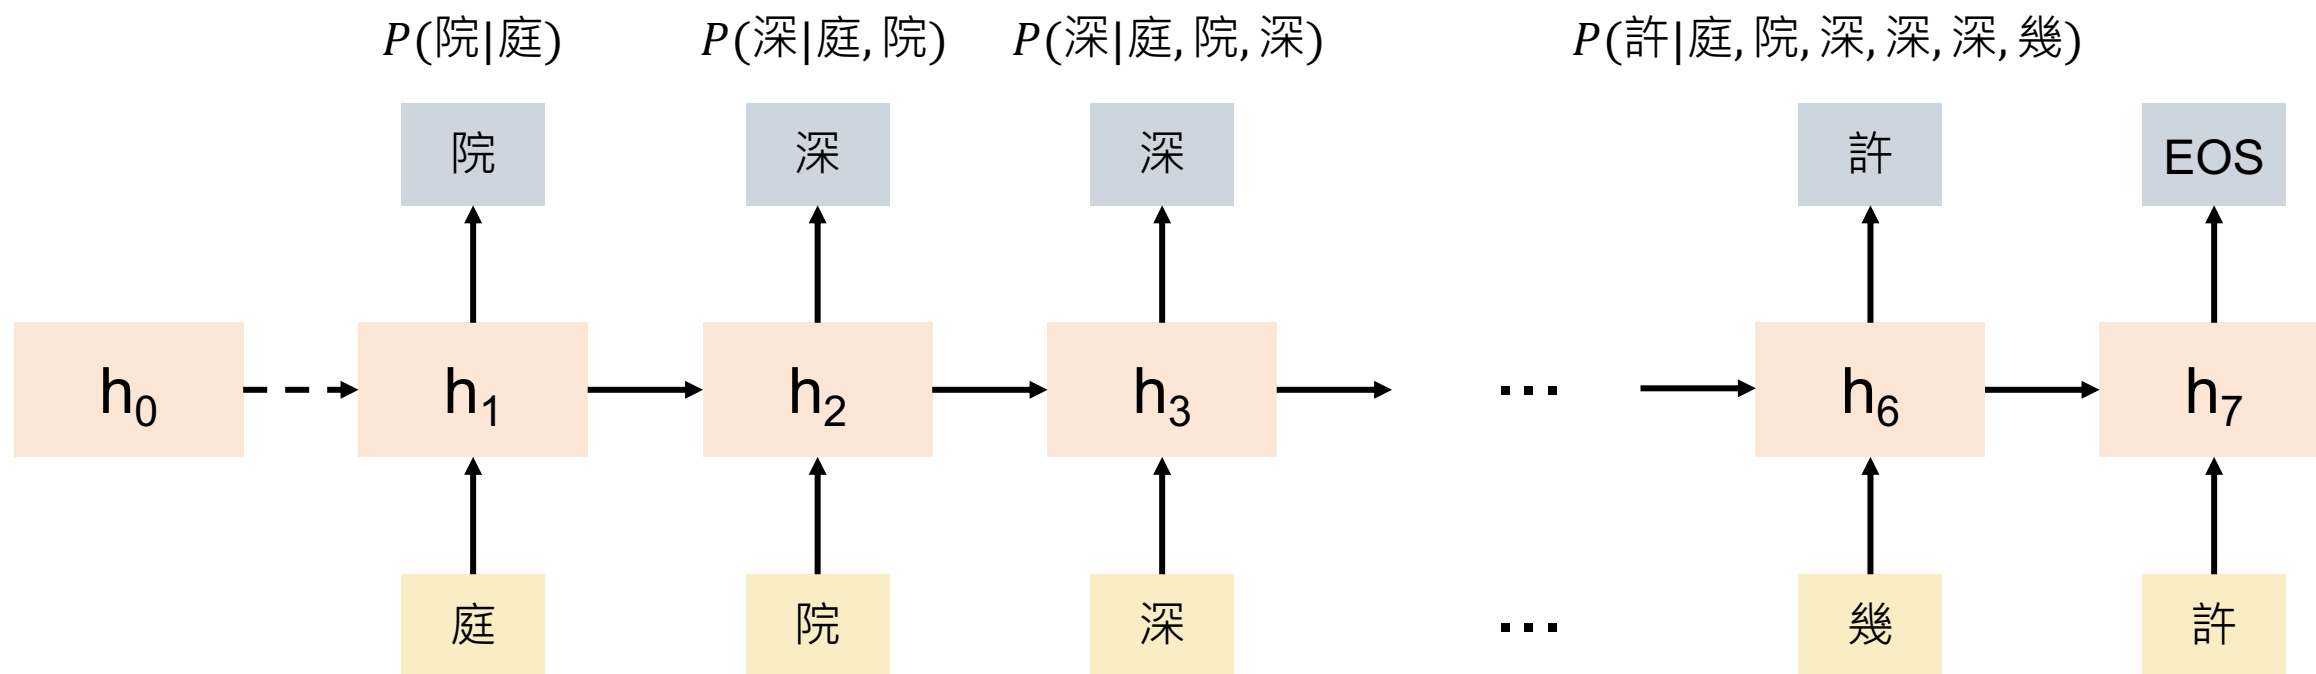 P(院|庭) P(深|庭, 院) P(深|庭, 院, 深) P(許|庭, 院, 深, 深, 深, 幾)
院 深 深 許 EOS
h₀ h₁ h₂ h₃ ... h₆ h₇
庭 院 深 ... 幾 許